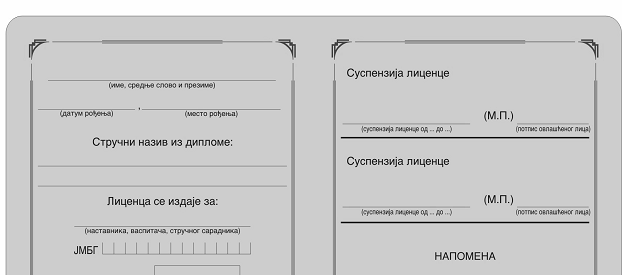 (име, средње слово и презиме)
,
(датум рођења) (место рођења)
Стручни назив из дипломе:
Лиценца се издаје за:
(наставника, васпитача, стручног сарадника)
ЈМБГ
Суспензија лиценце
(М.П.)
(суспензија лиценце од ... до ...) (потпис овлашћеног лица)
Суспензија лиценце
(М.П.)
(суспензија лиценце од ... до ...) (потпис овлашћеног лица)
НАПОМЕНА